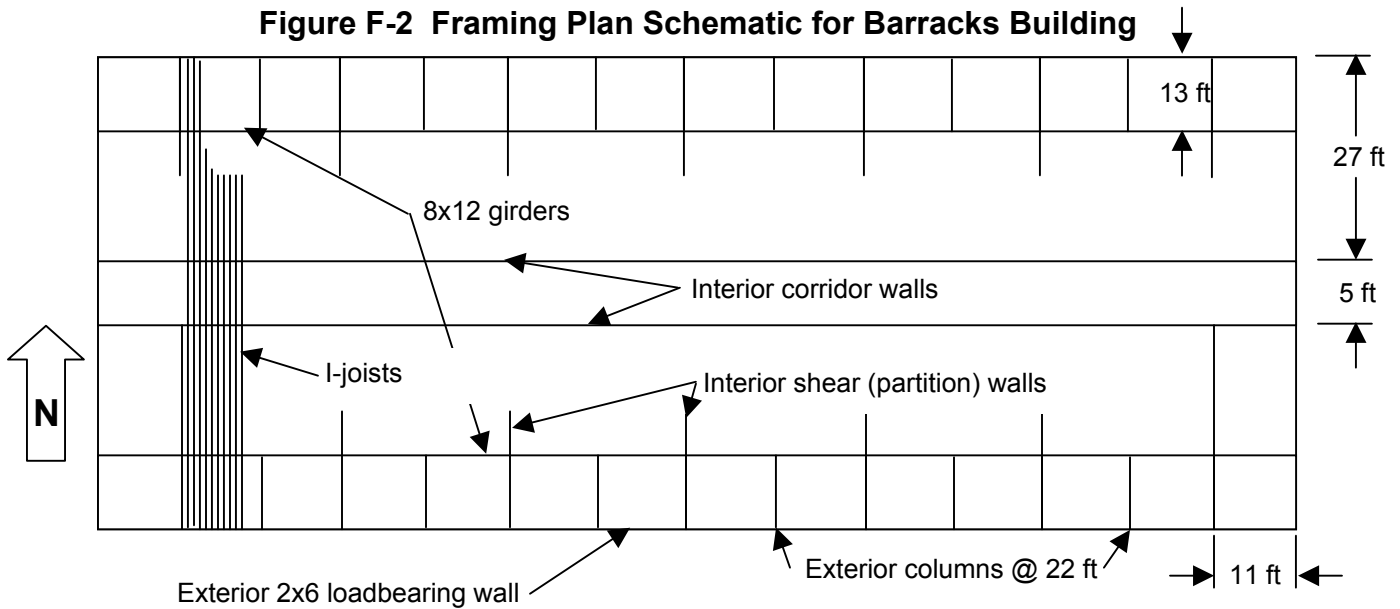 Figure F-2 Framing Plan Schematic for Barracks Building
13 ft
27 ft
8x12 girders
Interior corridor walls
5 ft
I-joists
Interior shear (partition) walls
N
Exterior columns @ 22 ft
11 ft
Exterior 2x6 loadbearing wall